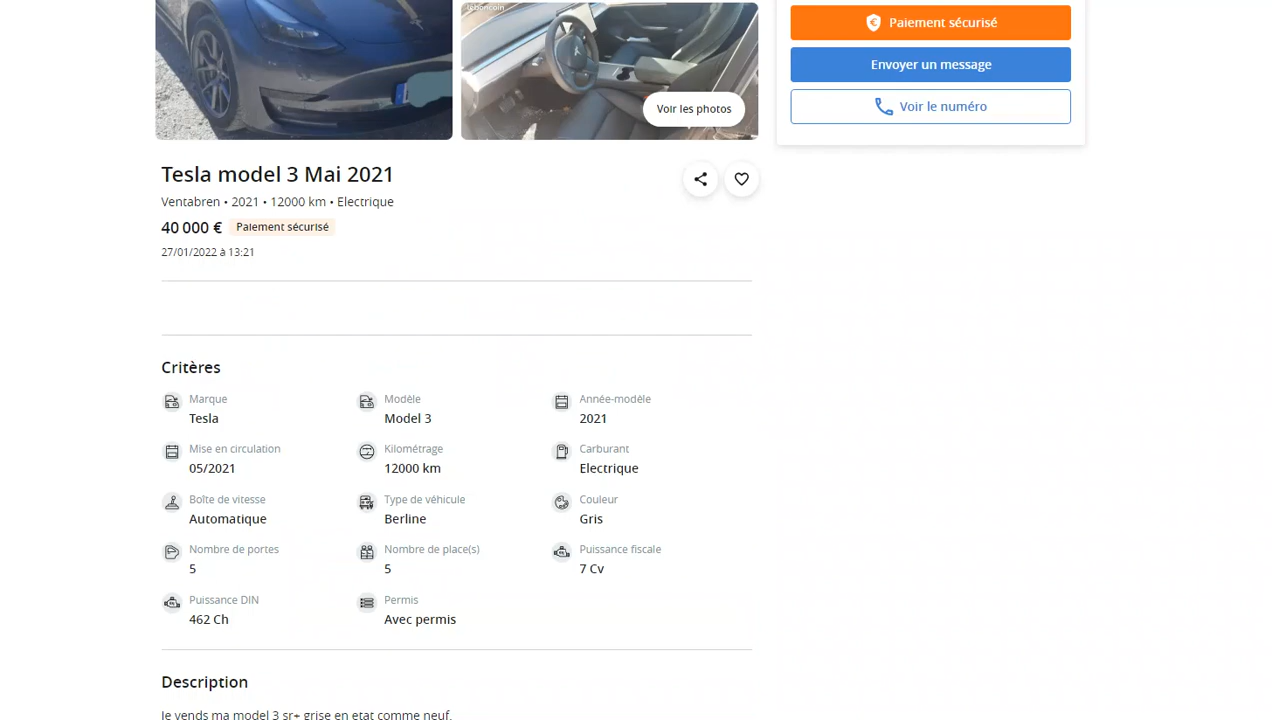 leboncoin
Paiement sécurisé
Envoyer un message
Voir les photos
Voir le numéro
Tesla model 3 Mai 2021
Ventabren • 2021 • 12000 km • Electrique
40 000 € Paiement sécurisé
27/01/2022 à 13:21
Critères
Marque
Tesla
Modèle
Model 3
Année-modèle
2021
Mise en circulation
05/2021
Kilométrage
12000 km
Carburant
Electrique
Boîte de vitesse
Automatique
Type de véhicule
Berline
Couleur
Gris
Nombre de portes
5
Nombre de place(s)
5
Puissance fiscale
7 Cv
Puissance DIN
462 Ch
Permis
Avec permis
Description
Je vends ma model 3 sr+ grise en etat comme neuf.